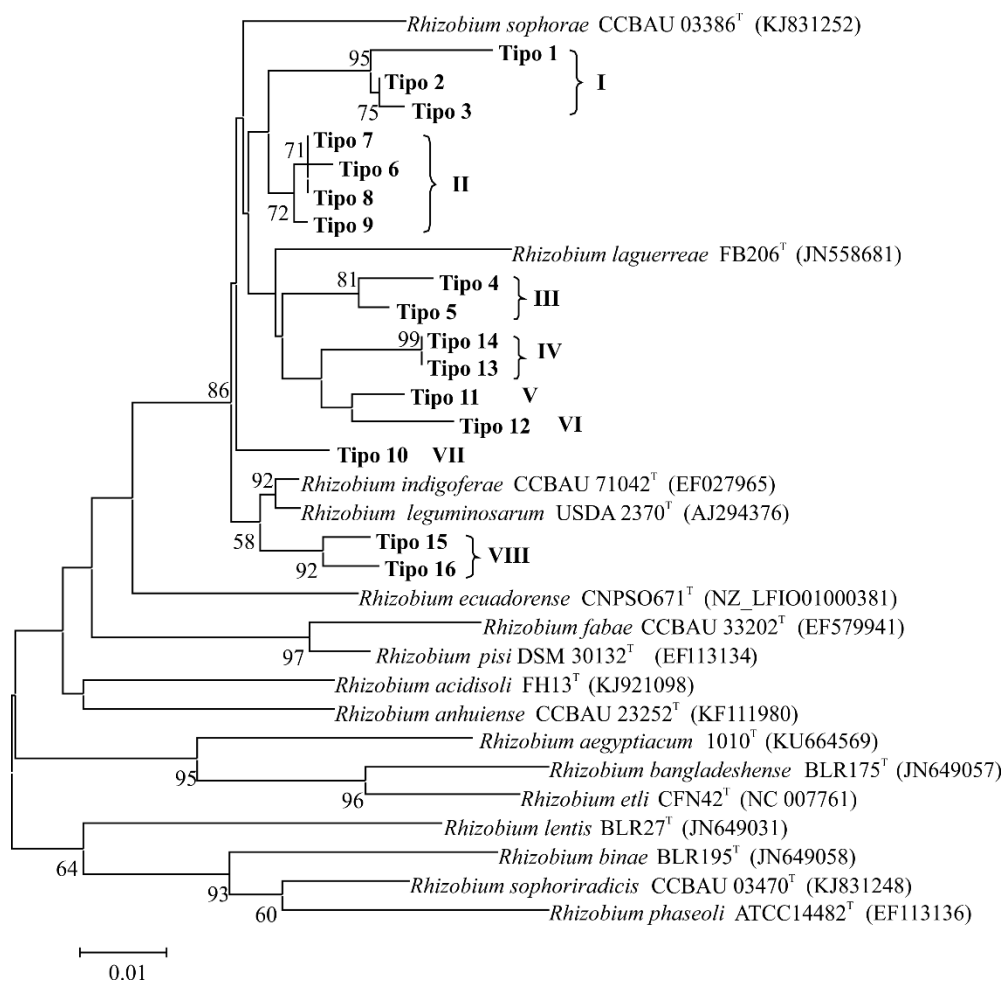 Rhizobium sophorae CCBAU 03386T (KJ831252)
95 Tipo 1
Tipo 2 I
75 Tipo 3
Tipo 7
71 Tipo 6
Tipo 8 II
72 Tipo 9
Rhizobium laguerreae FB206T (JN558681)
81 Tipo 4
Tipo 5 III
99 Tipo 14
Tipo 13 IV
86 Tipo 11 V
Tipo 12 VI
Tipo 10 VII
92 Rhizobium indigoferae CCBAU 71042T (EF027965)
Rhizobium leguminosarum USDA 2370T (AJ294376)
58 Tipo 15
92 Tipo 16 VIII
Rhizobium ecuadorense CNPSO671T (NZ_LFIO01000381)
Rhizobium fabae CCBAU 33202T (EF579941)
97 Rhizobium pisi DSM 30132T (EF113134)
Rhizobium acidisoli FH13T (KJ921098)
Rhizobium anhuiense CCBAU 23252T (KF111980)
Rhizobium aegyptiacum 1010T (KU664569)
95 Rhizobium bangladeshense BLR175T (JN649057)
96 Rhizobium etli CFN42T (NC 007761)
Rhizobium lentis BLR27T (JN649031)
64 Rhizobium binae BLR195T (JN649058)
93 Rhizobium sophoriradicis CCBAU 03470T (KJ831248)
60 Rhizobium phaseoli ATCC14482T (EF113136)
0.01